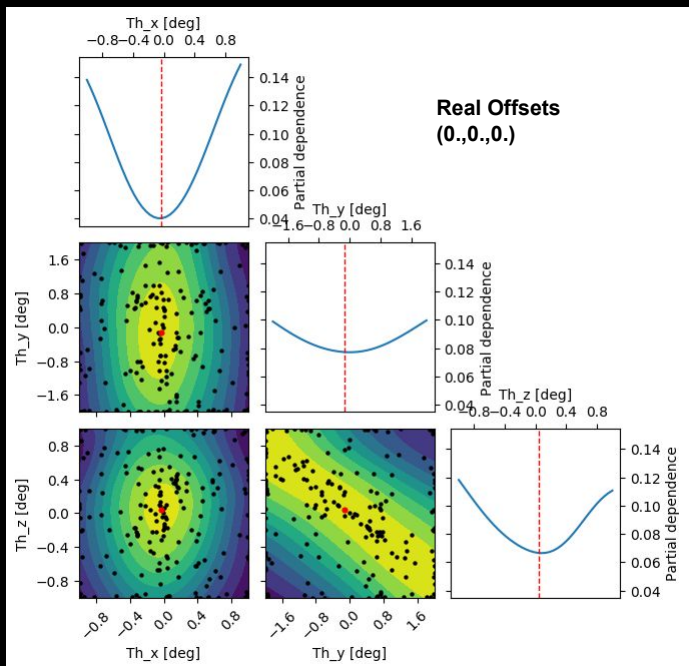 Th_x [deg]
−0.8 −0.4 0.0 0.4 0.8
0.14
0.12
0.10
0.08
0.06
0.04
Partial dependence
Real Offsets
(0.,0.,0.)
Th_y [deg]
−1.6 −0.8 0.0 0.8 1.6
1.6
0.8
0.0
−0.8
−1.6
Th_y [deg]
0.14
0.12
0.10
0.08
0.06
0.04
Partial dependence
Th_z [deg]
−0.8 −0.4 0.0 0.4 0.8
0.8
0.4
0.0
−0.4
−0.8
Th_z [deg]
0.14
0.12
0.10
0.08
0.06
0.04
Partial dependence
−0.8 −0.4 0.0 0.4 0.8
Th_x [deg]
−1.6 −0.8 0.0 0.8 1.6
Th_y [deg]